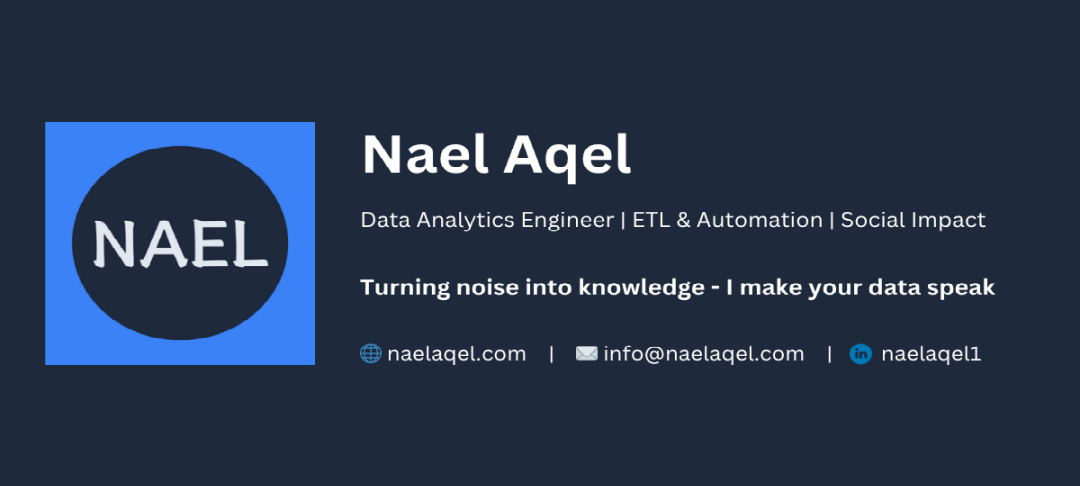 NAEL
Nael Aqel
Data Analytics Engineer | ETL & Automation | Social Impact
Turning noise into knowledge - I make your data speak
naelaqel.com | info@naelaqel.com | in naelaqel1